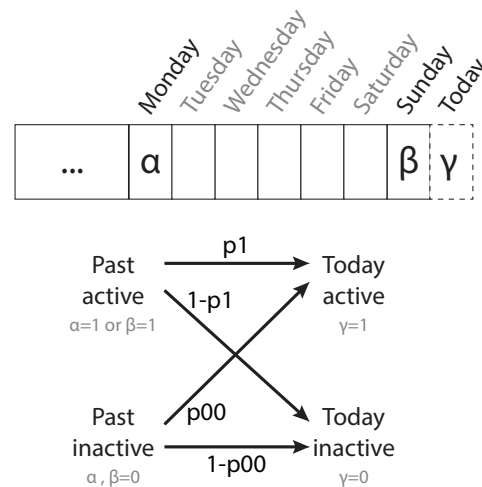 Monday
Tuesday
Wednesday
Thursday
Friday
Saturday
Sunday
Today
... α β γ
p1
Past active
α=1 or β=1
Today active
γ=1
1-p1
p00
Past inactive
α , β=0
Today inactive
γ=0
1-p00